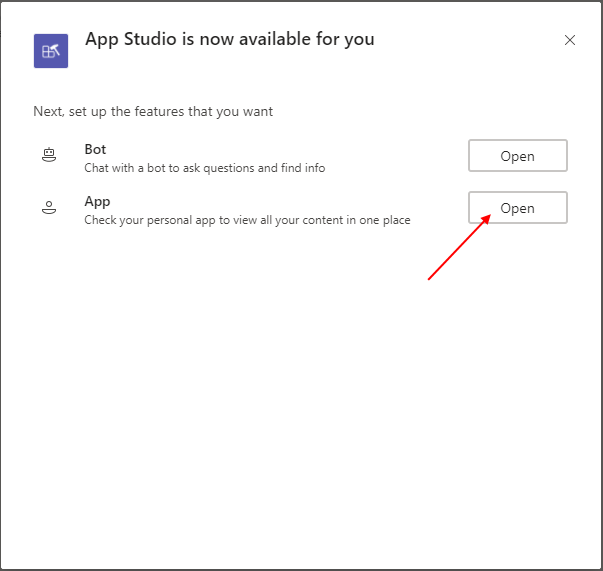 App Studio is now available for you
Next, set up the features that you want
Bot
Chat with a bot to ask questions and find info
Open
App
Check your personal app to view all your content in one place
Open